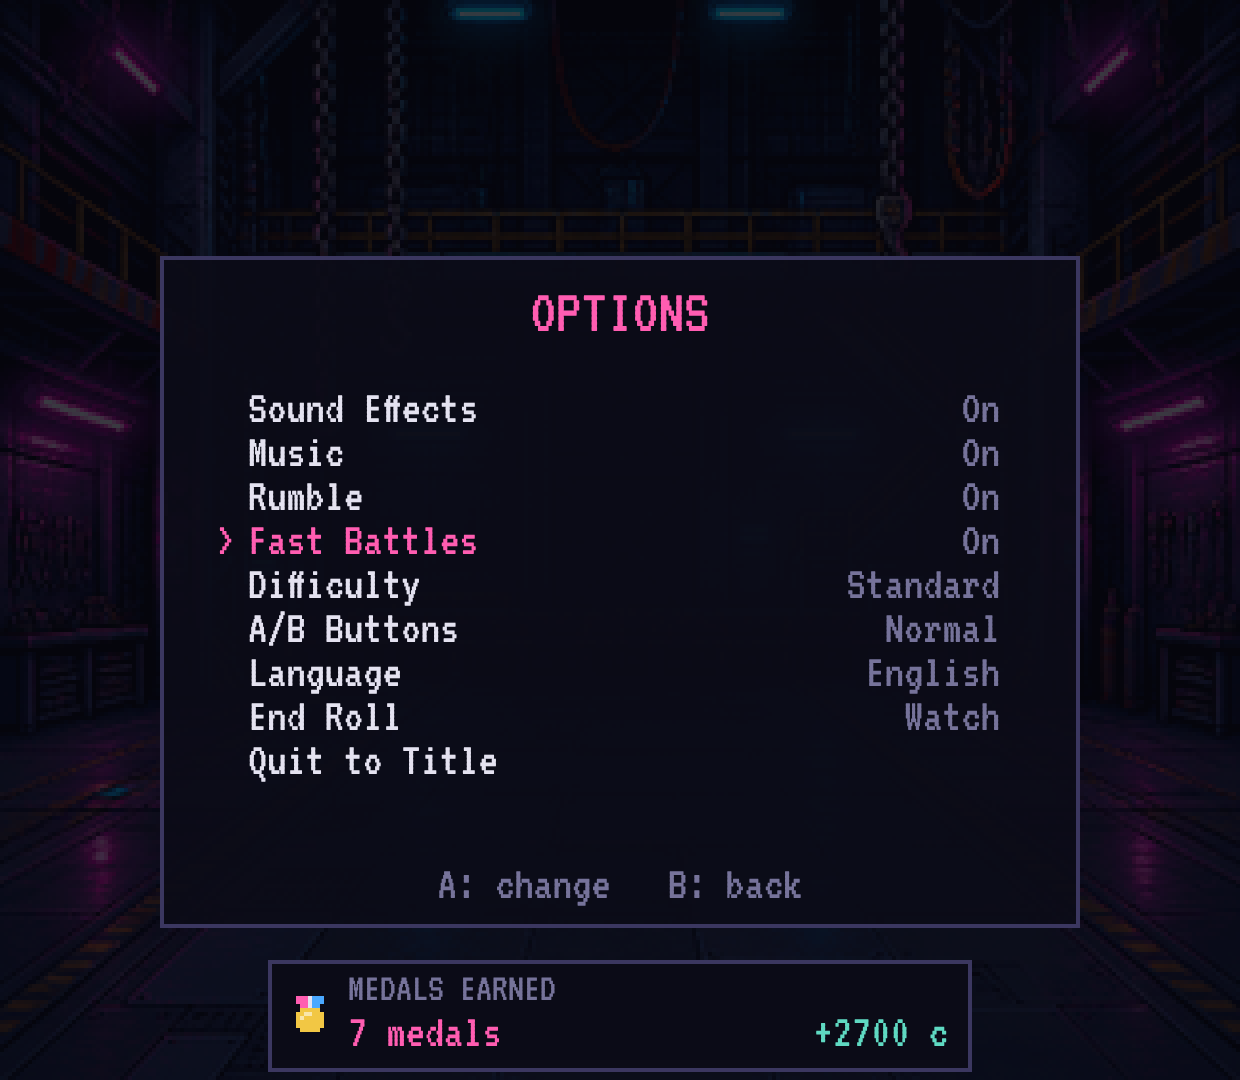 OPTIONS
Sound Effects On
Music On
Rumble On
> Fast Battles On
Difficulty Standard
A/B Buttons Normal
Language English
End Roll Watch
Quit to Title
A: change B: back
MEDALS EARNED
7 medals +2700 c